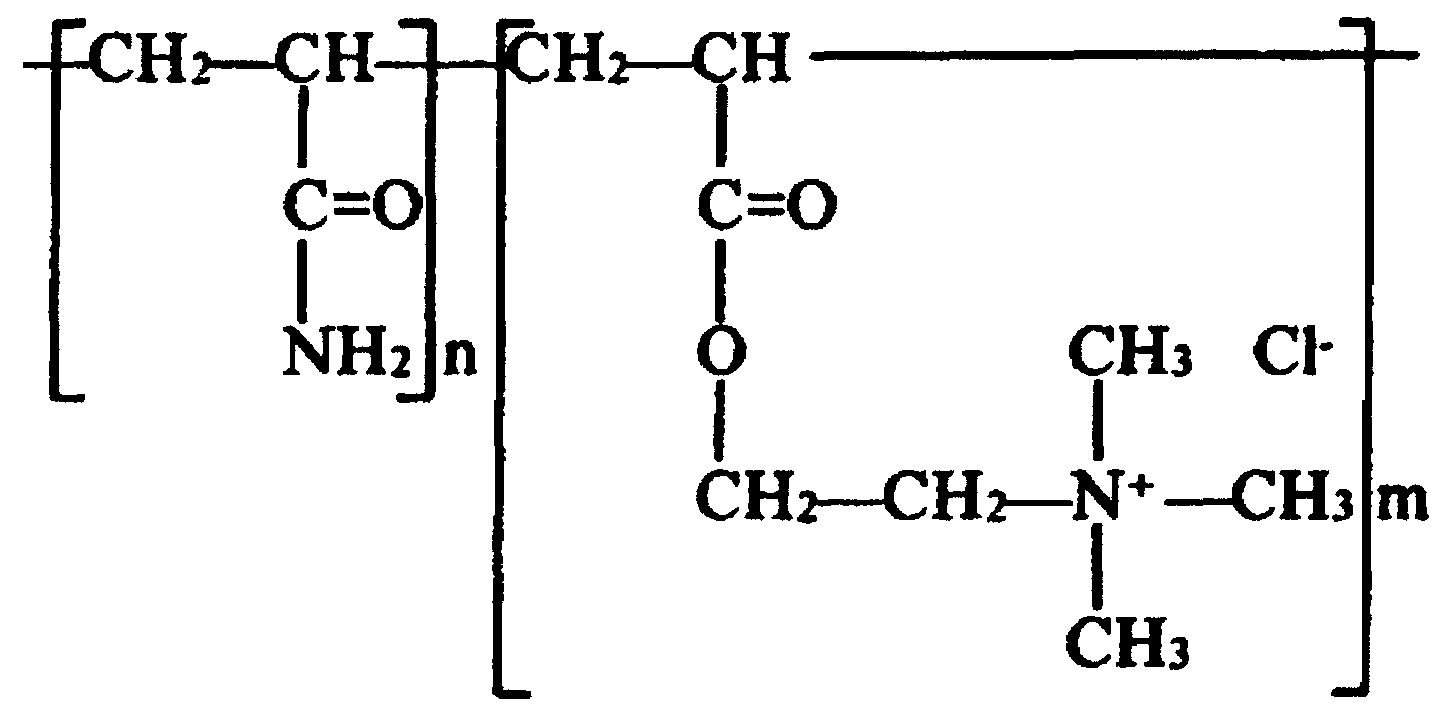 CH₂ CH CH₂ CH
C=O C=O
NH₂ n O CH₃ Cl⁻
CH₂ CH₂ N⁺ CH₃ m
CH₃